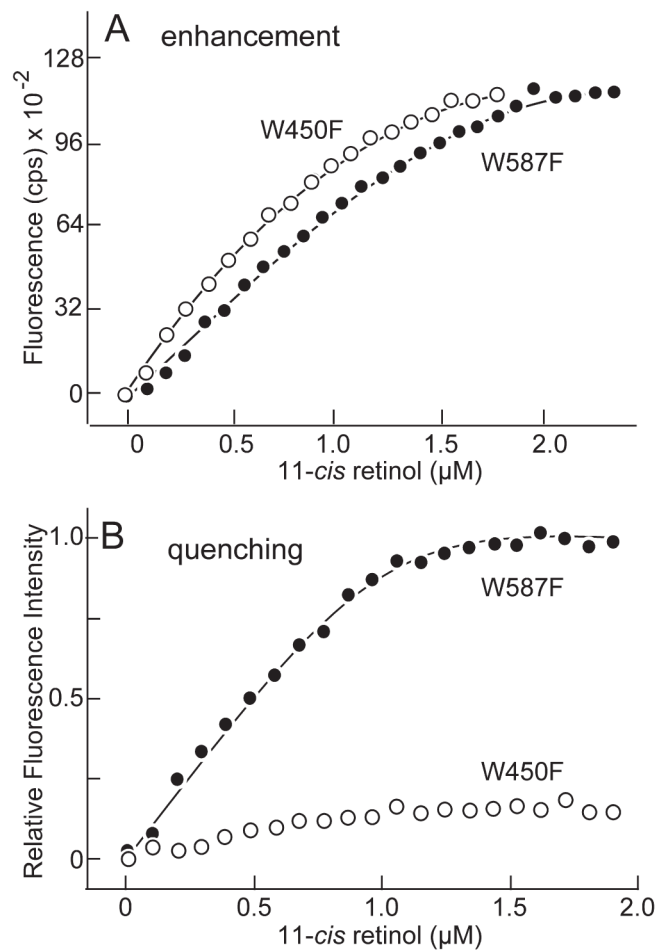 A enhancement
128
96
64
32
0
Fluorescence (cps) x 10⁻²
W450F
W587F
0 0.5 1.0 1.5 2.0
11-cis retinol (µM)
B quenching
1.0
0.5
0
Relative Fluorescence Intensity
W587F
W450F
0 0.5 1.0 1.5 2.0
11-cis retinol (µM)